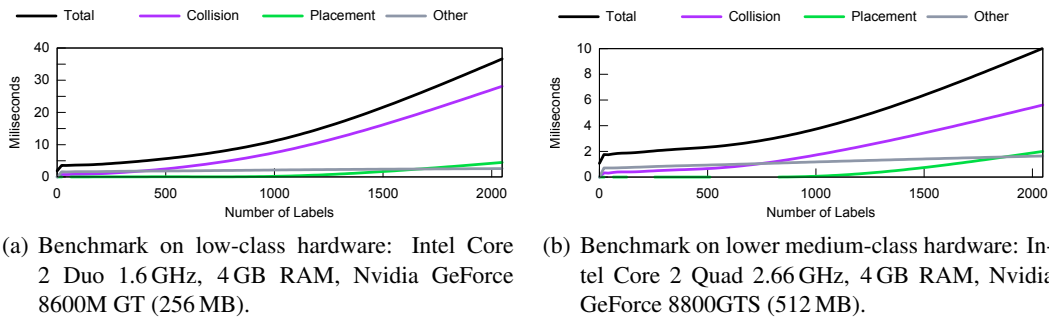 Total Collision Placement Other
40
30
20
10
0
Miliseconds
0 500 1000 1500 2000
Number of Labels
(a) Benchmark on low-class hardware: Intel Core
2 Duo 1.6 GHz, 4 GB RAM, Nvidia GeForce
8600M GT (256 MB).
Total Collision Placement Other
10
8
6
4
2
0
Miliseconds
0 500 1000 1500 2000
Number of Labels
(b) Benchmark on lower medium-class hardware: In-
tel Core 2 Quad 2.66 GHz, 4 GB RAM, Nvidia
GeForce 8800GTS (512 MB).